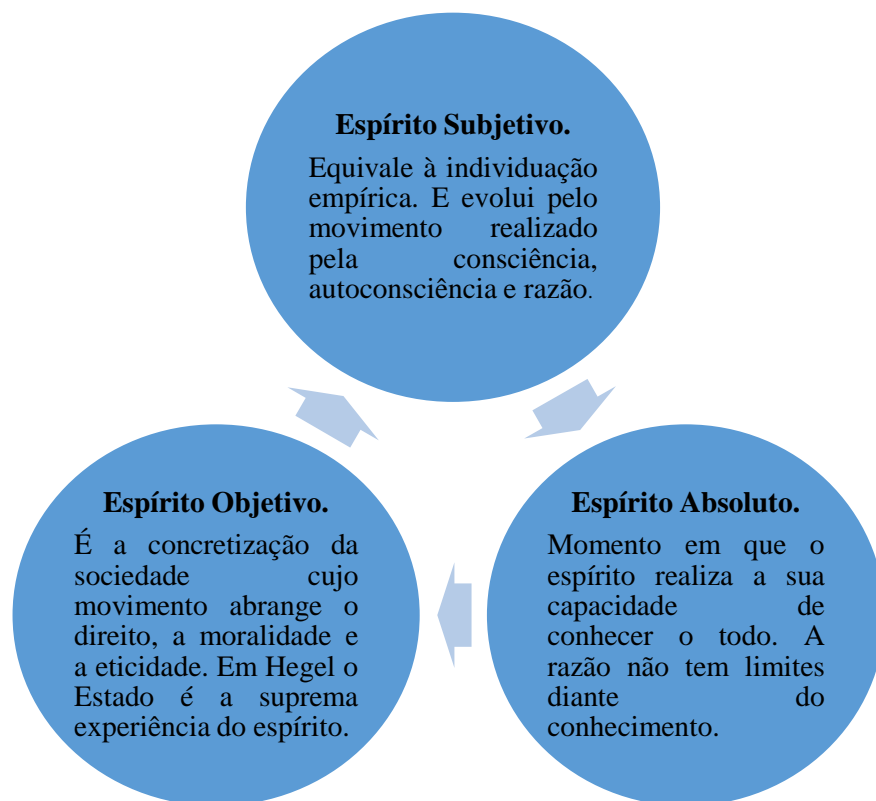 Espírito Subjetivo.
Equivale à individuação
empírica. E evolui pelo
movimento realizado
pela consciência,
autoconsciência e razão.
Espírito Objetivo.
É a concretização da
sociedade cujo
movimento abrange o
direito, a moralidade e
a eticidade. Em Hegel o
Estado é a suprema
experiência do espírito.
Espírito Absoluto.
Momento em que o
espírito realiza a sua
capacidade de
conhecer o todo. A
razão não tem limites
diante do
conhecimento.